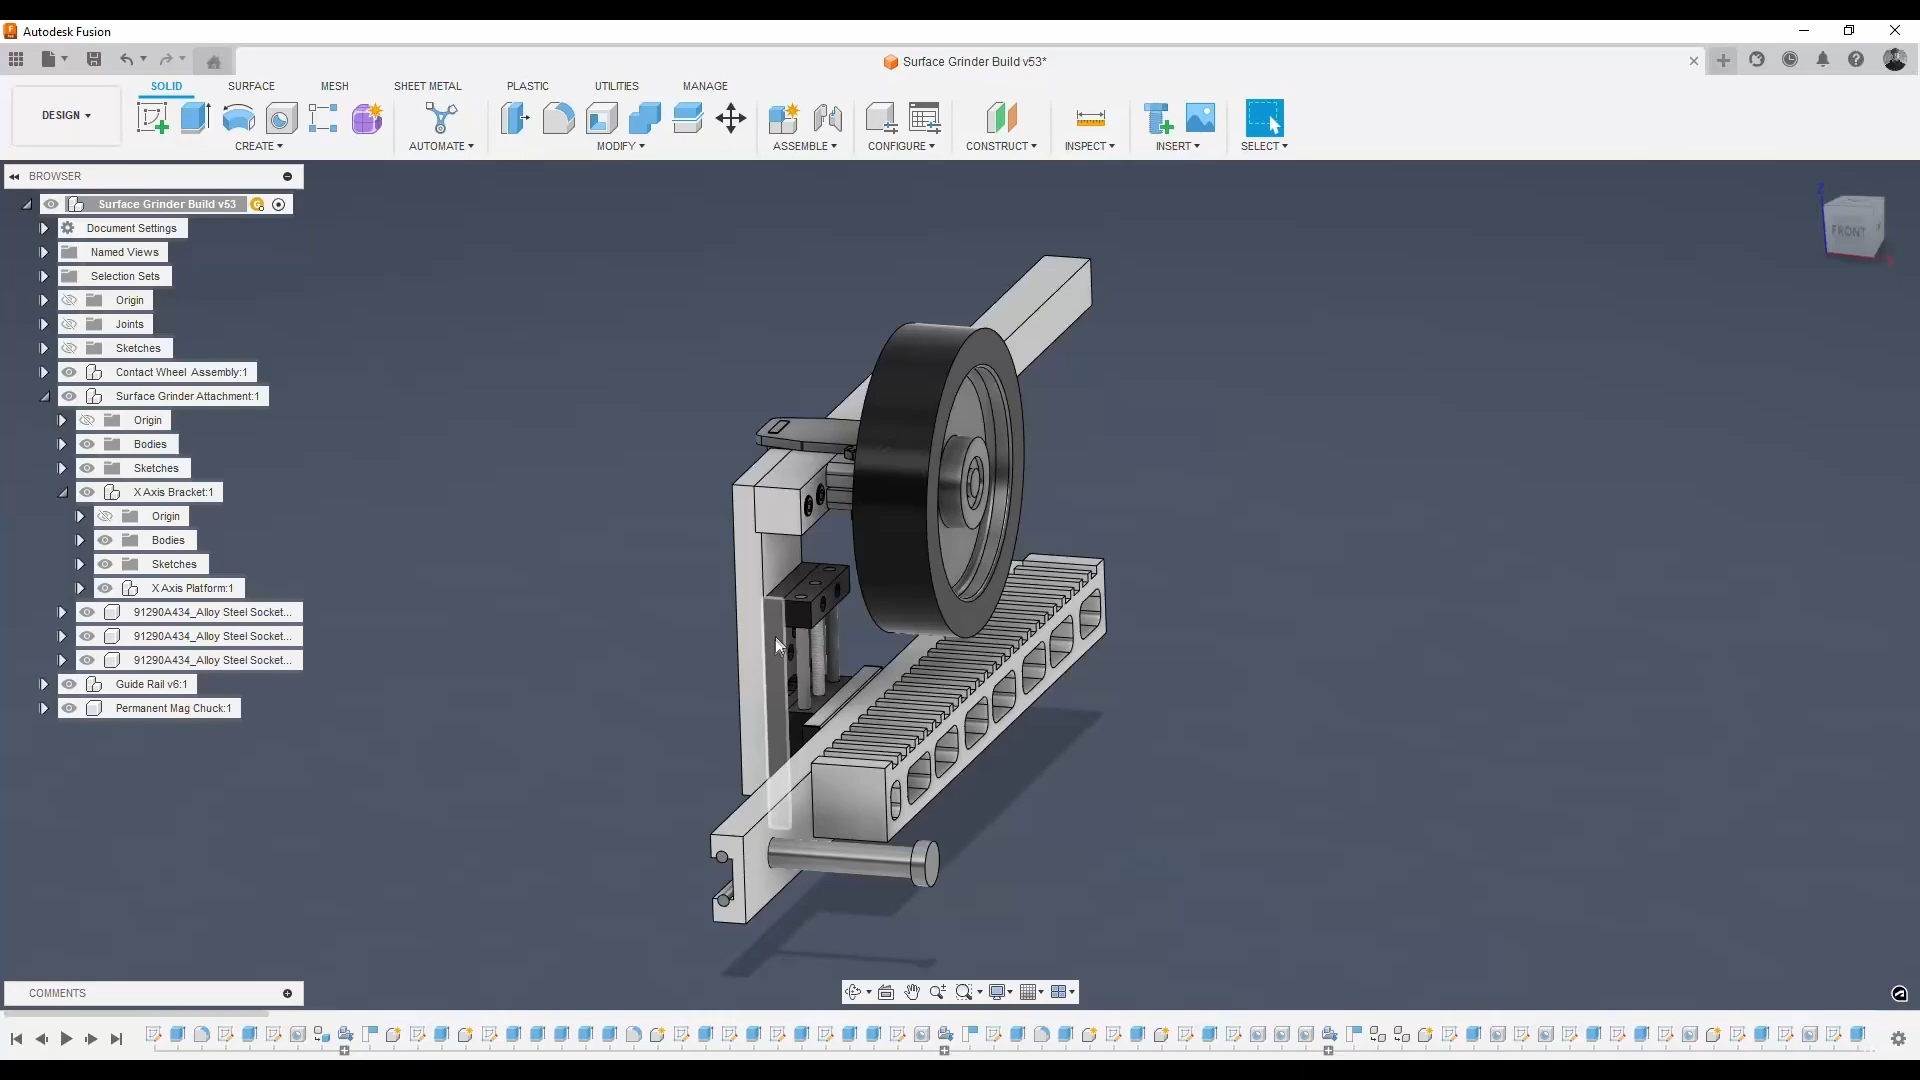 Autodesk Fusion
Surface Grinder Build v53*
SOLID SURFACE MESH SHEET METAL PLASTIC UTILITIES MANAGE
DESIGN
CREATE AUTOMATE MODIFY ASSEMBLE CONFIGURE CONSTRUCT INSPECT INSERT SELECT
BROWSER
Surface Grinder Build v53
Document Settings
Named Views
Selection Sets
Origin
Joints
Sketches
Contact Wheel Assembly:1
Surface Grinder Attachment:1
Origin
Bodies
Sketches
X Axis Bracket:1
Origin
Bodies
Sketches
X Axis Platform:1
91290A434_Alloy Steel Socket...
91290A434_Alloy Steel Socket...
91290A434_Alloy Steel Socket...
Guide Rail v6:1
Permanent Mag Chuck:1
Z
FRONT
X
COMMENTS